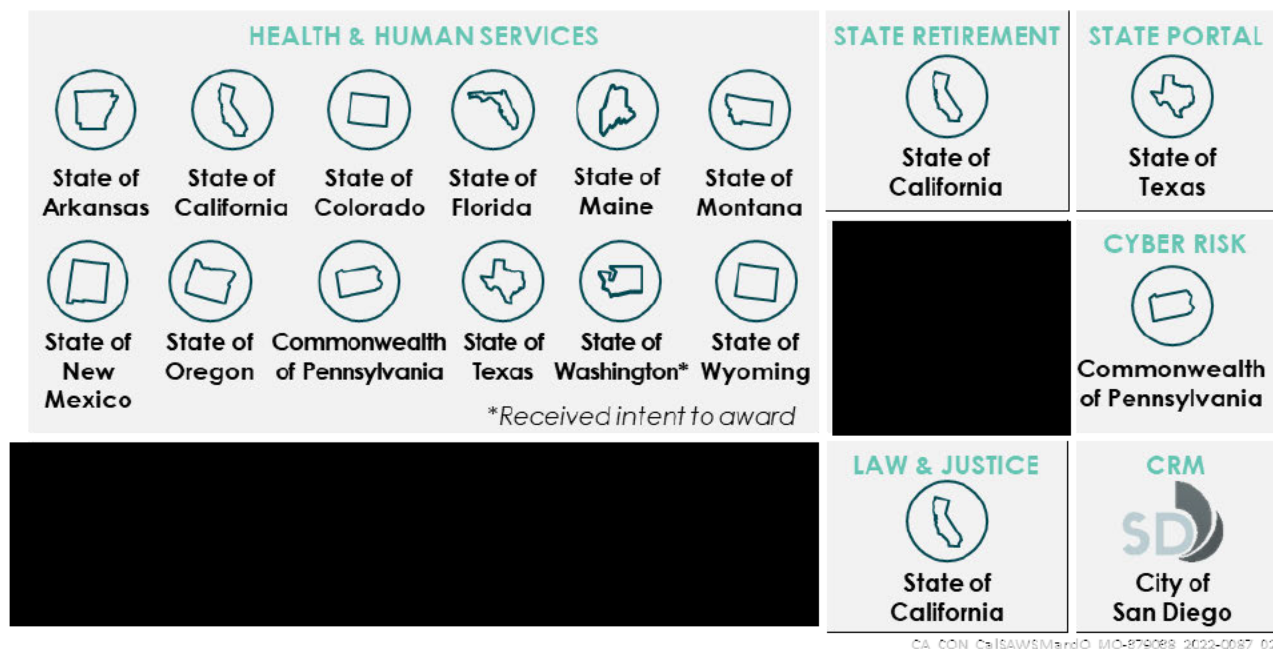 HEALTH & HUMAN SERVICES
State of
Arkansas
State of
California
State of
Colorado
State of
Florida
State of
Maine
State of
Montana
State of
New
Mexico
State of
Oregon
Commonwealth
of Pennsylvania
State of
Texas
State of
Washington*
State of
Wyoming
*Received intent to award
STATE RETIREMENT
State of
California
STATE PORTAL
State of
Texas
CYBER RISK
Commonwealth
of Pennsylvania
LAW & JUSTICE
State of
California
CRM
SD
City of
San Diego